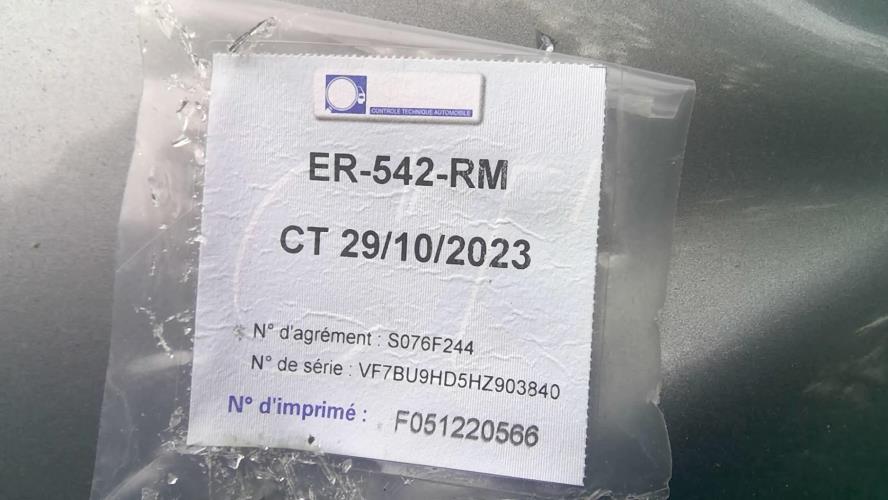 CONTROLE TECHNIQUE AUTOMOBILE
ER-542-RM
CT 29/10/2023
N° d'agrément : S076F244
N° de série : VF7BU9HD5HZ903840
N° d'imprimé : F051220566